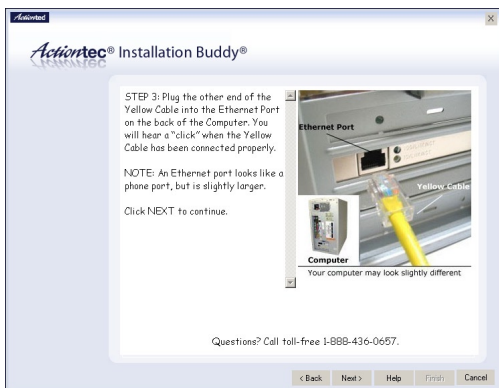 Actiontec
Actiontec® Installation Buddy®
STEP 3: Plug the other end of the
Yellow Cable into the Ethernet Port
on the back of the Computer. You
will hear a "click" when the Yellow
Cable has been connected properly.
NOTE: An Ethernet port looks like a
phone port, but is slightly larger.
Click NEXT to continue.
Ethernet Port
Yellow Cable
Computer
Your computer may look slightly different
Questions? Call toll-free 1-888-436-0657.
< Back Next > Help Finish Cancel